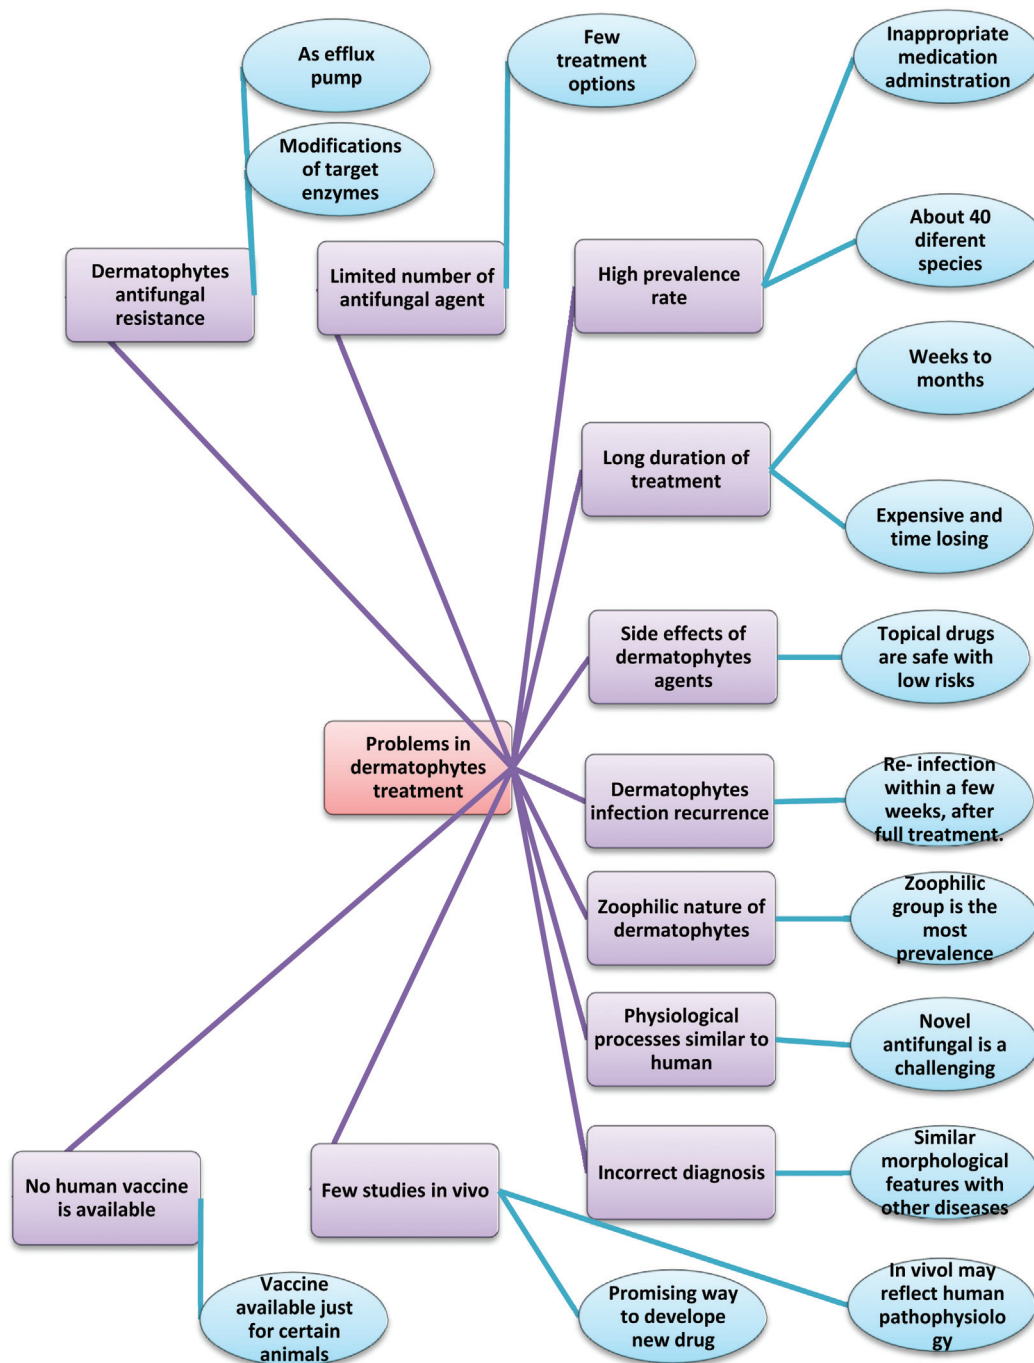 As efflux
pump
Few
treatment
options
Inappropriate
medication
adminstration
Modifications
of target
enzymes
About 40
diferent
species
Dermatophytes
antifungal
resistance
Limited number of
antifungal agent
High prevalence
rate
Weeks to
months
Long duration of
treatment
Expensive and
time losing
Side effects of
dermatophytes
agents
Topical drugs
are safe with
low risks
Problems in
dermatophytes
treatment
Dermatophytes
infection recurrence
Re- infection
within a few
weeks, after
full treatment.
Zoophilic nature of
dermatophytes
Zoophilic
group is the
most
prevalence
Physiological
processes similar to
human
Novel
antifungal is a
challenging
No human vaccine
is available
Few studies in vivo
Incorrect diagnosis
Similar
morphological
features with
other diseases
Vaccine
available just
for certain
animals
Promising way
to develope
new drug
In vivol may
reflect human
pathophysiolo
gy